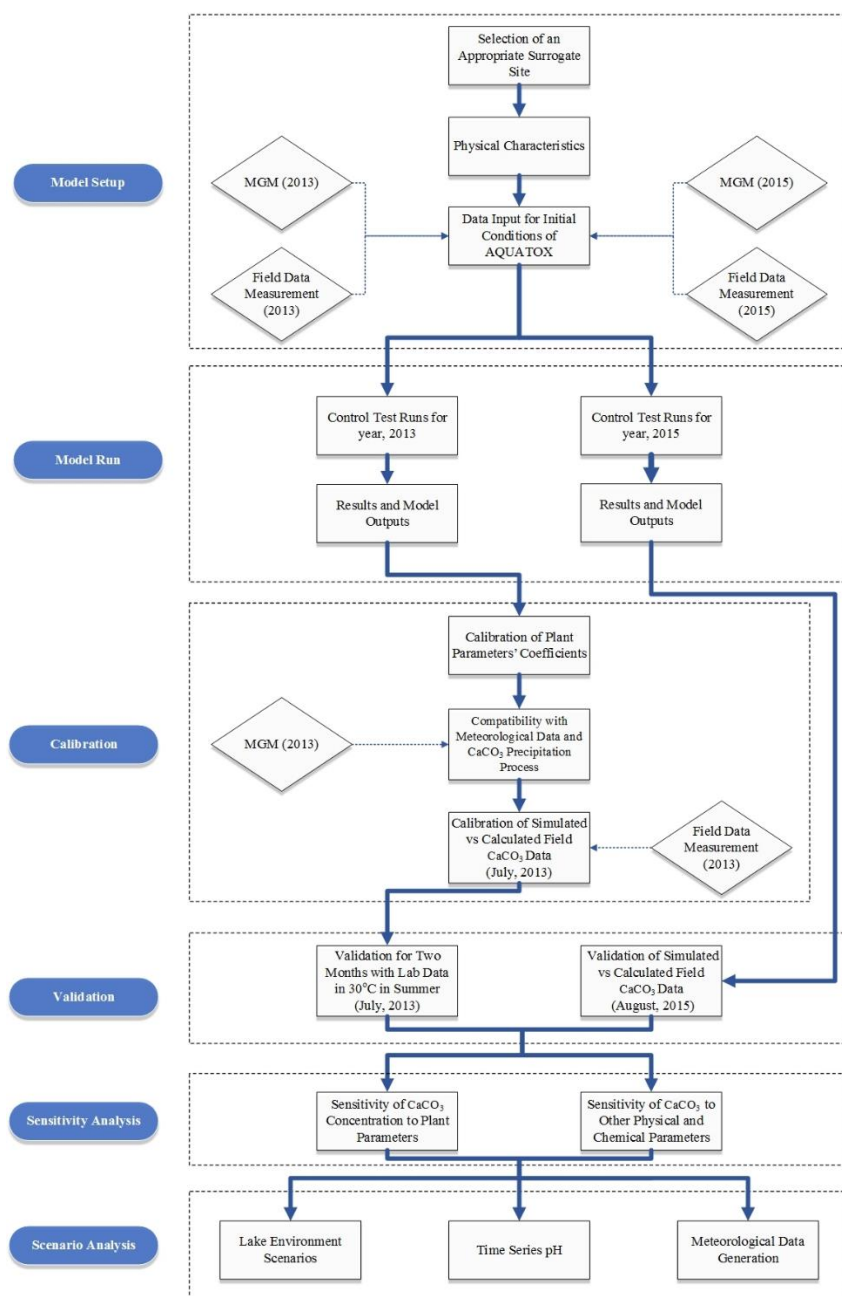 Selection of an
Appropriate Surrogate
Site
Physical Characteristics
Model Setup
MGM (2013)
MGM (2015)
Data Input for Initial
Conditions of
AQUATOX
Field Data
Measurement
(2013)
Field Data
Measurement
(2015)
Model Run
Control Test Runs for
year, 2013
Control Test Runs for
year, 2015
Results and Model
Outputs
Results and Model
Outputs
Calibration of Plant
Parameters' Coefficients
Calibration
MGM (2013)
Compatibility with
Meteorological Data and
CaCO₃ Precipitation
Process
Calibration of Simulated
vs Calculated Field
CaCO₃ Data
(July, 2013)
Field Data
Measurement
(2013)
Validation
Validation for Two
Months with Lab Data
in 30°C in Summer
(July, 2013)
Validation of Simulated
vs Calculated Field
CaCO₃ Data
(August, 2015)
Sensitivity Analysis
Sensitivity of CaCO₃
Concentration to Plant
Parameters
Sensitivity of CaCO₃ to
Other Physical and
Chemical Parameters
Scenario Analysis
Lake Environment
Scenarios
Time Series pH
Meteorological Data
Generation